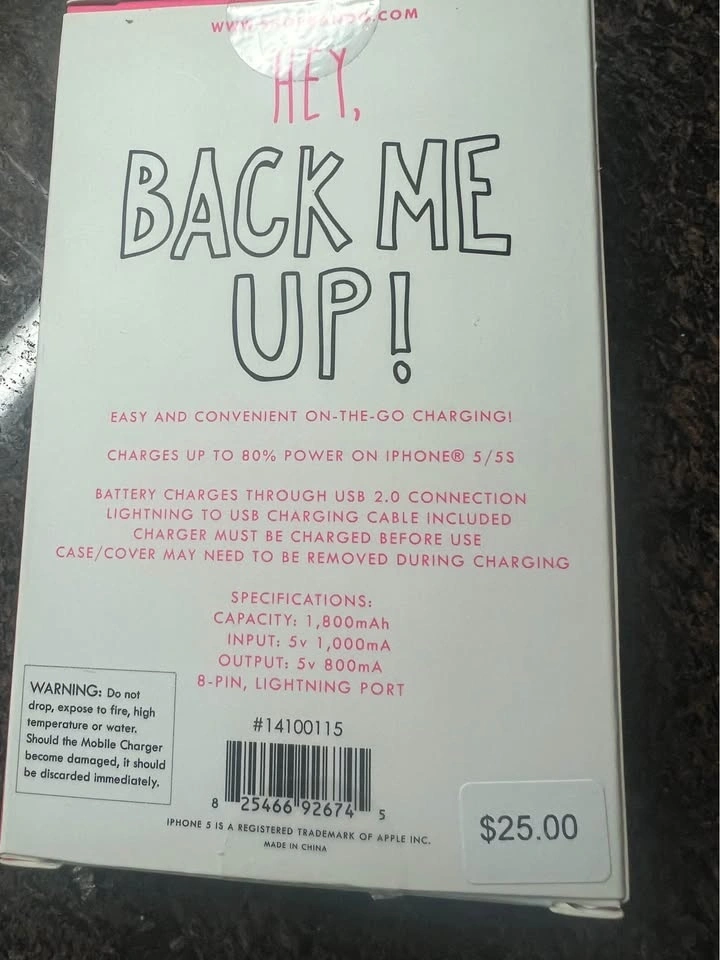 .COM
HEY,
BACK ME
UP!
EASY AND CONVENIENT ON-THE-GO CHARGING!
CHARGES UP TO 80% POWER ON IPHONE® 5/5S
BATTERY CHARGES THROUGH USB 2.0 CONNECTION
LIGHTNING TO USB CHARGING CABLE INCLUDED
CHARGER MUST BE CHARGED BEFORE USE
CASE/COVER MAY NEED TO BE REMOVED DURING CHARGING
SPECIFICATIONS:
CAPACITY: 1,800mAh
INPUT: 5v 1,000mA
OUTPUT: 5v 800mA
8-PIN, LIGHTNING PORT
WARNING: Do not
drop, expose to fire, high
temperature or water.
Should the Mobile Charger
become damaged, it should
be discarded immediately.
#14100115
8 25466 92674 5
IPHONE 5 IS A REGISTERED TRADEMARK OF APPLE INC.
MADE IN CHINA
$25.00